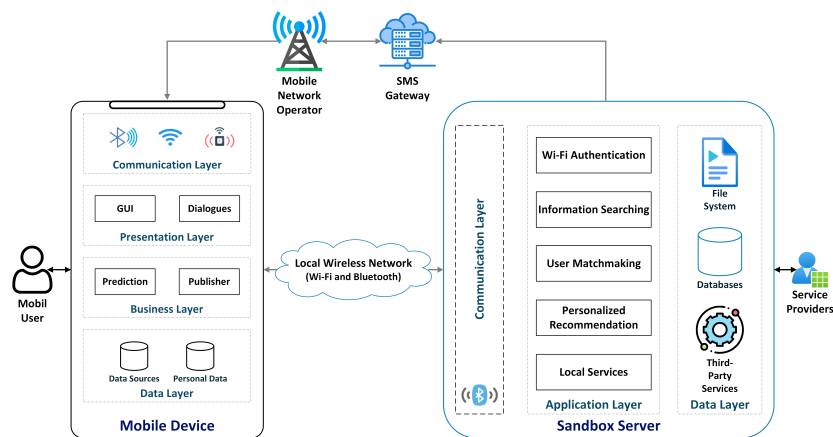 Mobile
Network
Operator
SMS
Gateway
Communication Layer
GUI
Dialogues
Presentation Layer
Prediction
Publisher
Business Layer
Data Sources
Personal Data
Data Layer
Mobile Device
Mobil
User
Local Wireless Network
(Wi-Fi and Bluetooth)
Communication Layer
Wi-Fi Authentication
Information Searching
User Matchmaking
Personalized
Recommendation
Local Services
Application Layer
File
System
Databases
Third-
Party
Services
Data Layer
Sandbox Server
Service
Providers